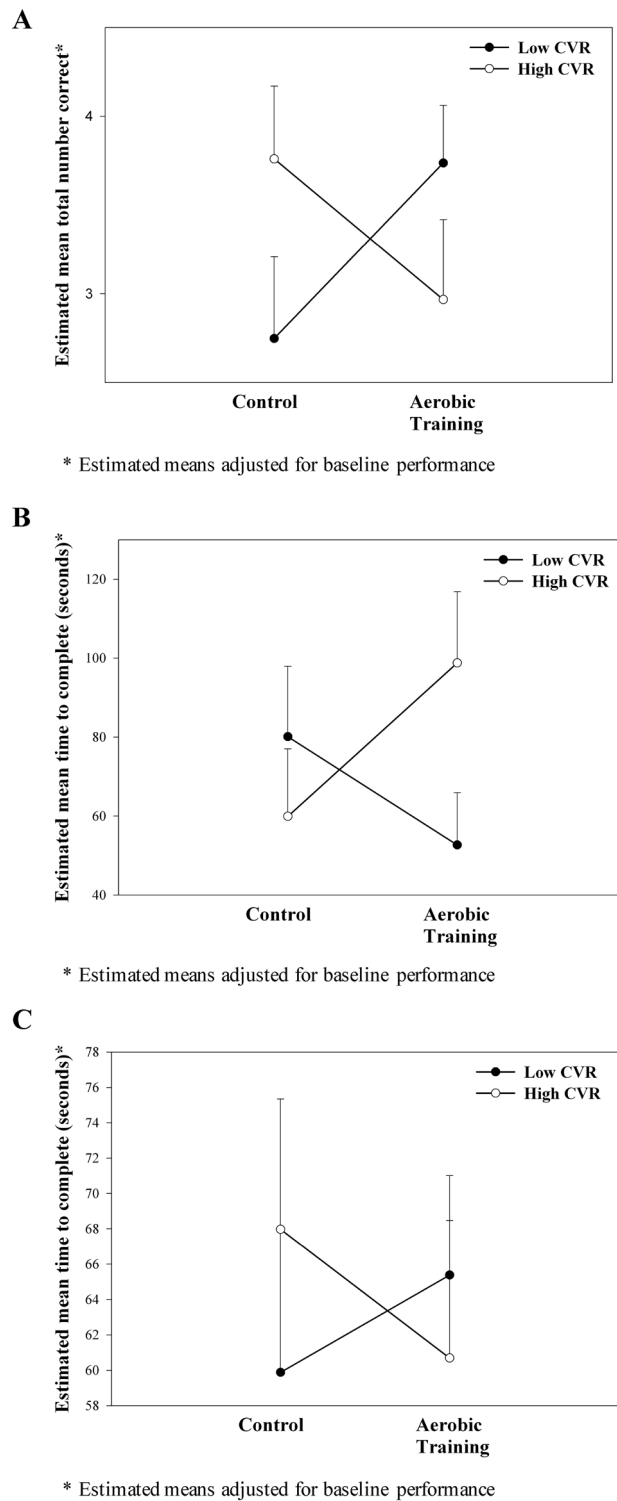 A
Estimated mean total number correct*
Low CVR
High CVR
4
3
Control
Aerobic
Training
* Estimated means adjusted for baseline performance
B
Estimated mean time to complete (seconds)*
Low CVR
High CVR
120
100
80
60
40
Control
Aerobic
Training
* Estimated means adjusted for baseline performance
C
Estimated mean time to complete (seconds)*
Low CVR
High CVR
78
76
74
72
70
68
66
64
62
60
58
Control
Aerobic
Training
* Estimated means adjusted for baseline performance